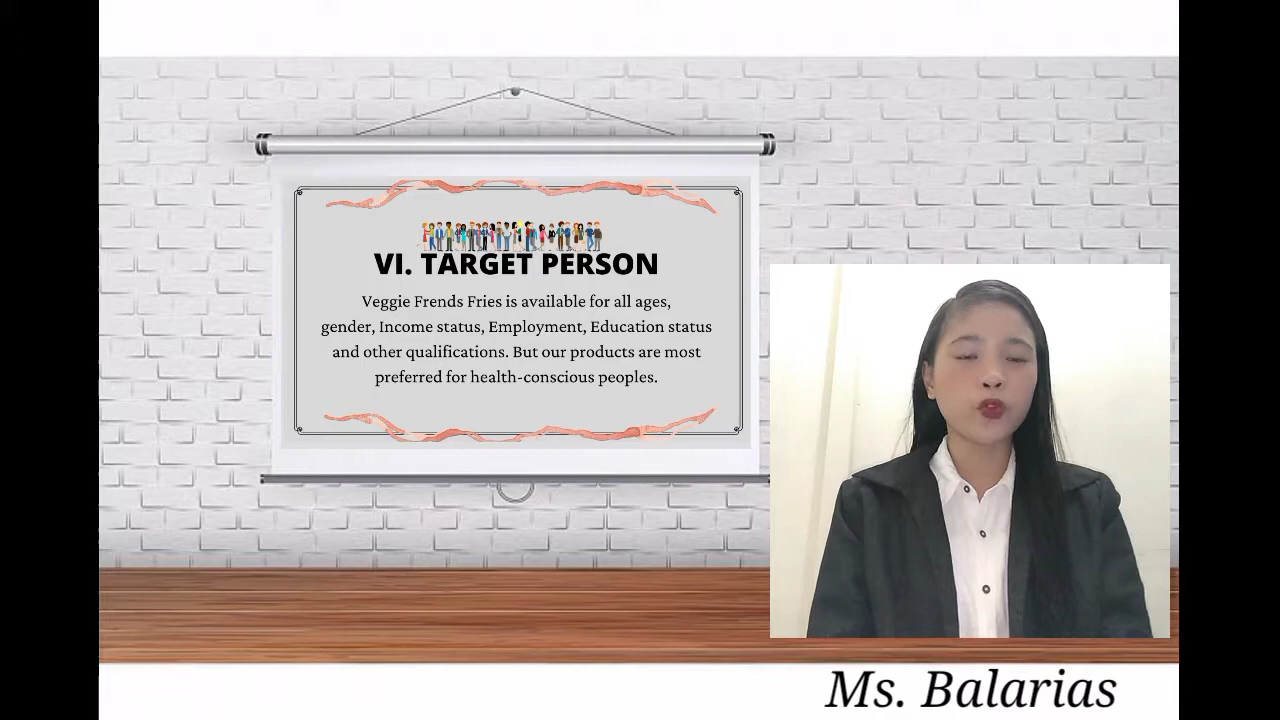 VI. TARGET PERSON
Veggie Frends Fries is available for all ages,
gender, Income status, Employment, Education status
and other qualifications. But our products are most
preferred for health-conscious peoples.
Ms. Balarias